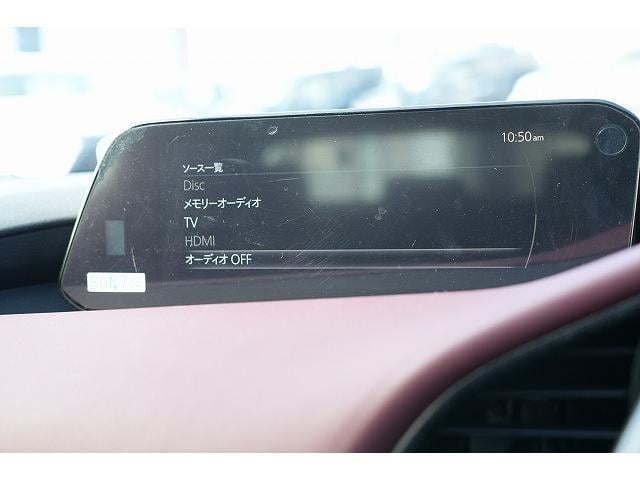 10:50am
ソース一覧
Disc
メモリーオーディオ
TV
HDMI
オーディオ OFF